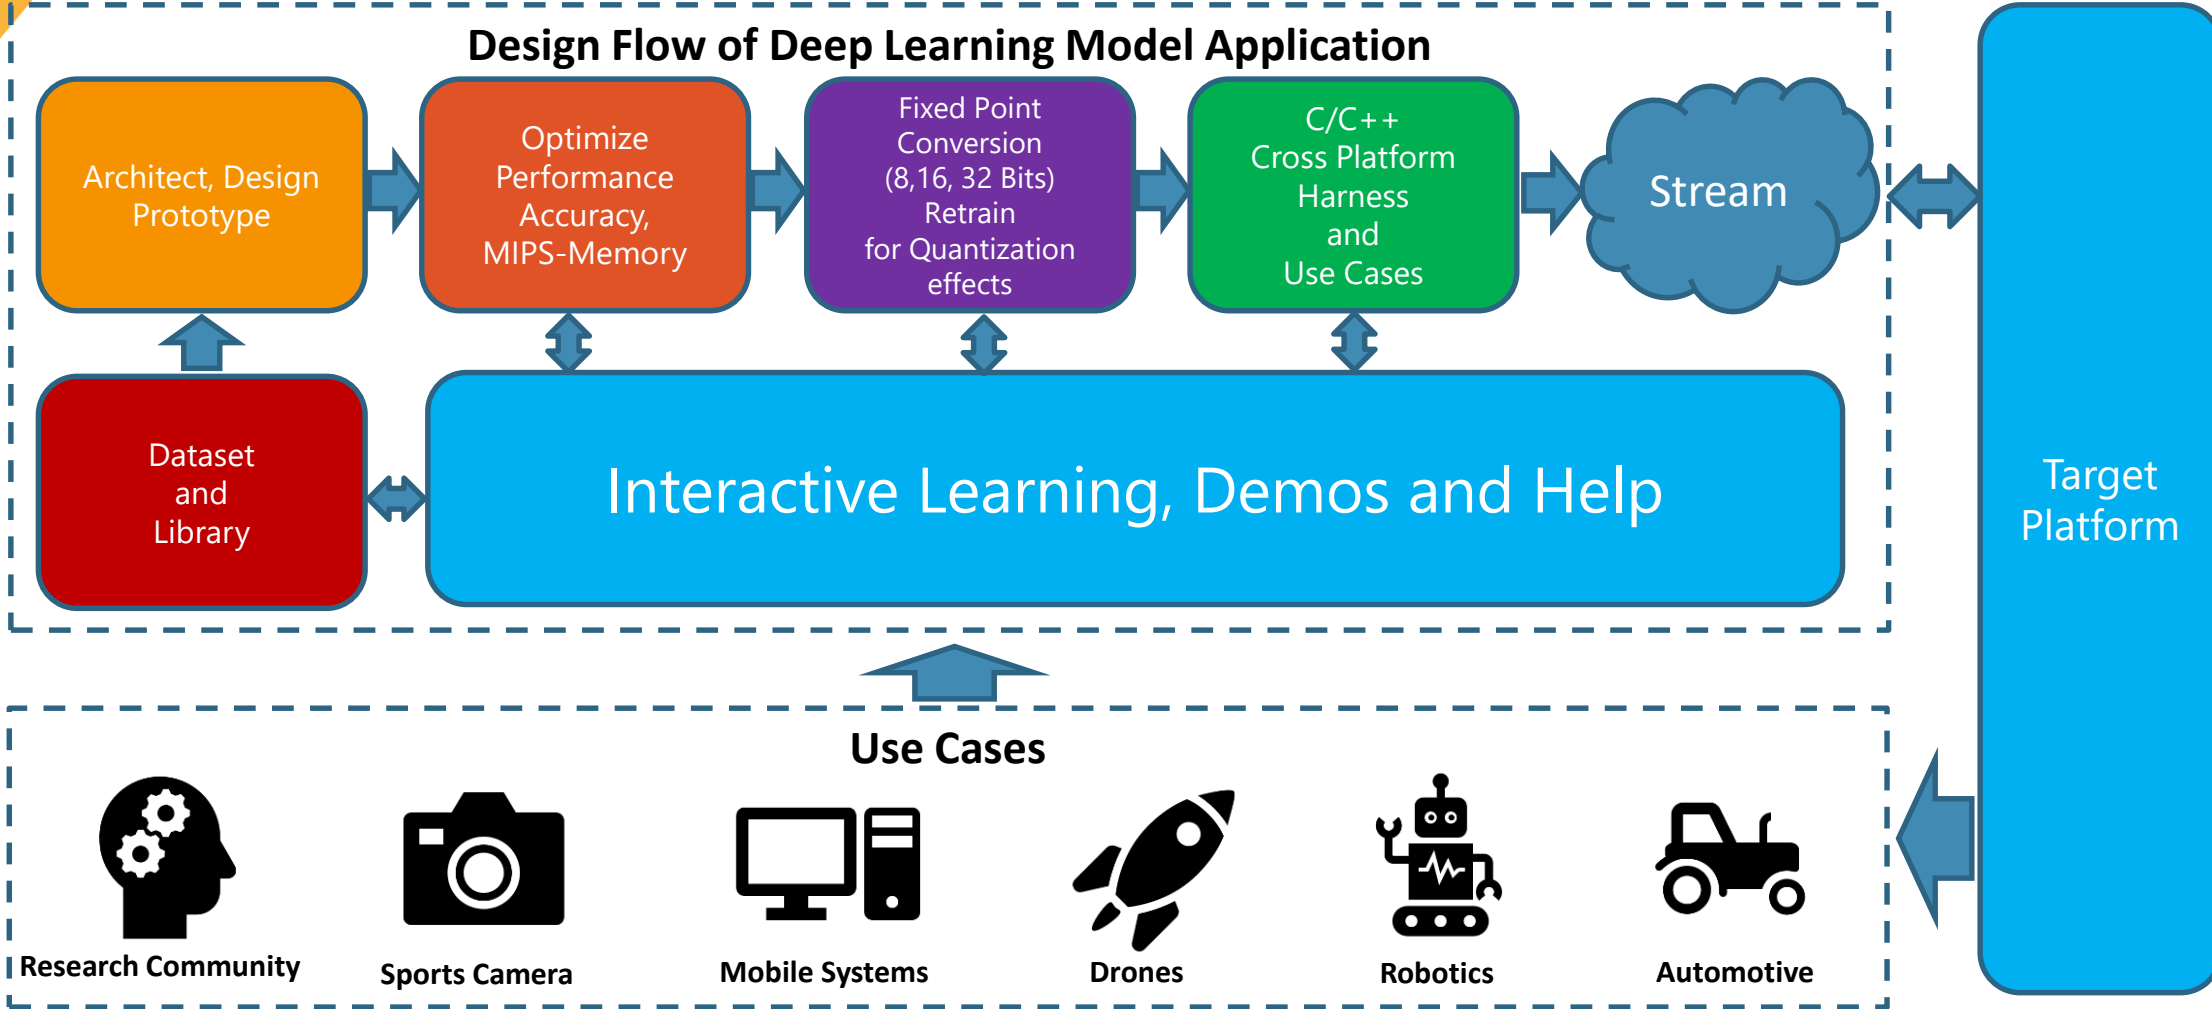 Design Flow of Deep Learning Model Application
Architect, Design
Prototype
Optimize
Performance
Accuracy,
MIPS-Memory
Fixed Point
Conversion
(8,16, 32 Bits)
Retrain
for Quantization
effects
C/C++
Cross Platform
Harness
and
Use Cases
Stream
Dataset
and
Library
Interactive Learning, Demos and Help
Target
Platform
Use Cases
Research Community
Sports Camera
Mobile Systems
Drones
Robotics
Automotive